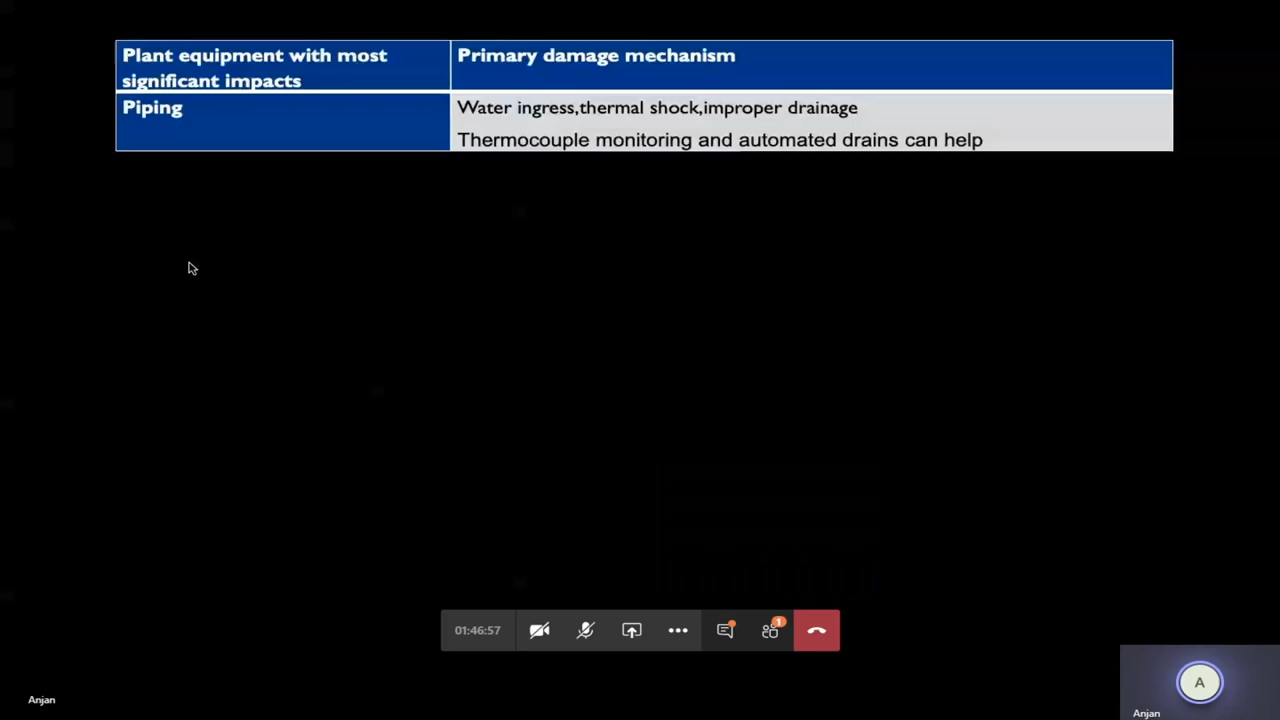 Plant equipment with most
significant impacts
Primary damage mechanism
Piping
Water ingress,thermal shock,improper drainage
Thermocouple monitoring and automated drains can help
01:46:57
1
A
Anjan
Anjan